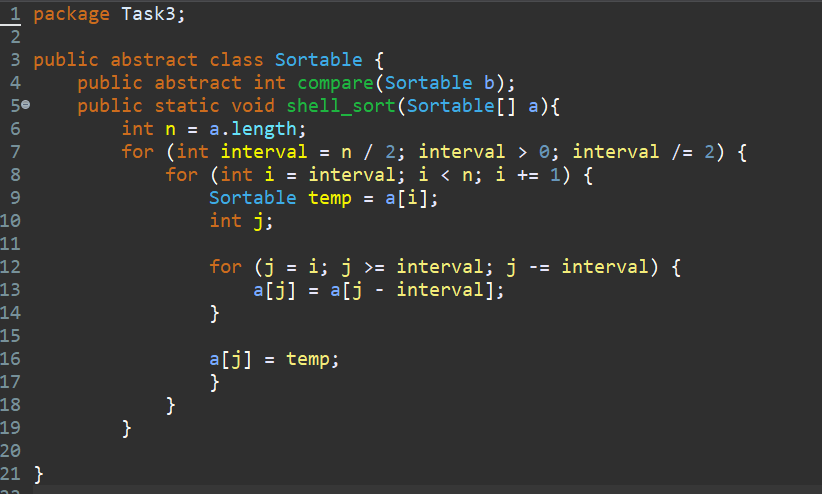 1 package Task3;
2
3 public abstract class Sortable {
4     public abstract int compare(Sortable b);
5     public static void shell_sort(Sortable[] a){
6         int n = a.length;
7         for (int interval = n / 2; interval > 0; interval /= 2) {
8             for (int i = interval; i < n; i += 1) {
9                 Sortable temp = a[i];
10                 int j;
11
12                 for (j = i; j >= interval; j -= interval) {
13                     a[j] = a[j - interval];
14                 }
15
16                 a[j] = temp;
17                 }
18             }
19         }
20
21 }